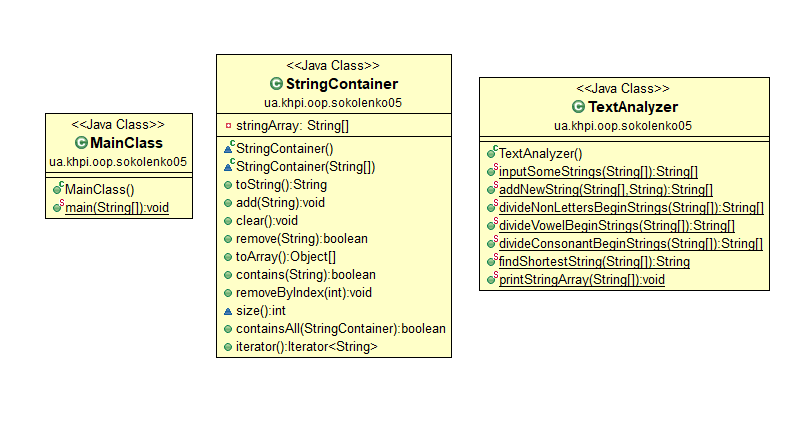 <<Java Class>>
MainClass
ua.khpi.oop.sokolenko05
MainClass()
main(String[]):void
<<Java Class>>
StringContainer
ua.khpi.oop.sokolenko05
stringArray: String[]
StringContainer()
StringContainer(String[])
toString():String
add(String):void
clear():void
remove(String):boolean
toArray():Object[]
contains(String):boolean
removeByIndex(int):void
size():int
containsAll(StringContainer):boolean
iterator():Iterator<String>
<<Java Class>>
TextAnalyzer
ua.khpi.oop.sokolenko05
TextAnalyzer()
inputSomeStrings(String[]):String[]
addNewString(String[],String):String[]
divideNonLettersBeginStrings(String[]):String[]
divideVowelBeginStrings(String[]):String[]
divideConsonantBeginStrings(String[]):String[]
findShortestString(String[]):String
printStringArray(String[]):void